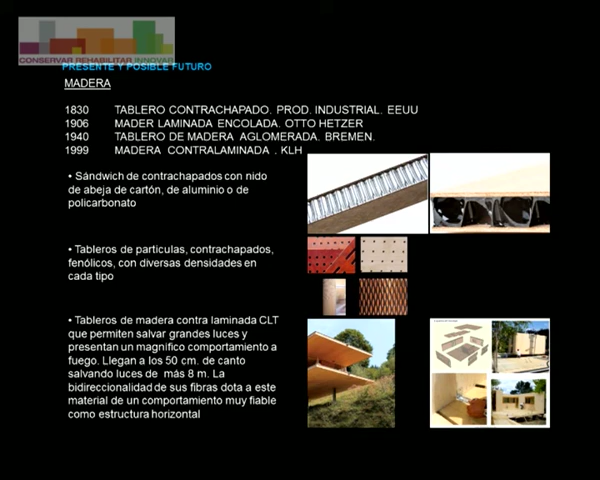 CONSERVAR REHABILITAR INNOVAR
PRESENTE Y POSIBLE FUTURO
MADERA
1830 TABLERO CONTRACHAPADO. PROD. INDUSTRIAL. EEUU
1906 MADER LAMINADA ENCOLADA. OTTO HETZER
1940 TABLERO DE MADERA AGLOMERADA. BREMEN.
1999 MADERA CONTRALAMINADA . KLH
• Sándwich de contrachapados con nido
de abeja de cartón, de aluminio o de
policarbonato
• Tableros de particulas, contrachapados,
fenólicos, con diversas densidades en
cada tipo
• Tableros de madera contra laminada CLT
que permiten salvar grandes luces y
presentan un magnifico comportamiento a
fuego. Llegan a los 50 cm. de canto
salvando luces de más 8 m. La
bidireccionalidad de sus fibras dota a este
material de un comportamiento muy fiable
como estructura horizontal